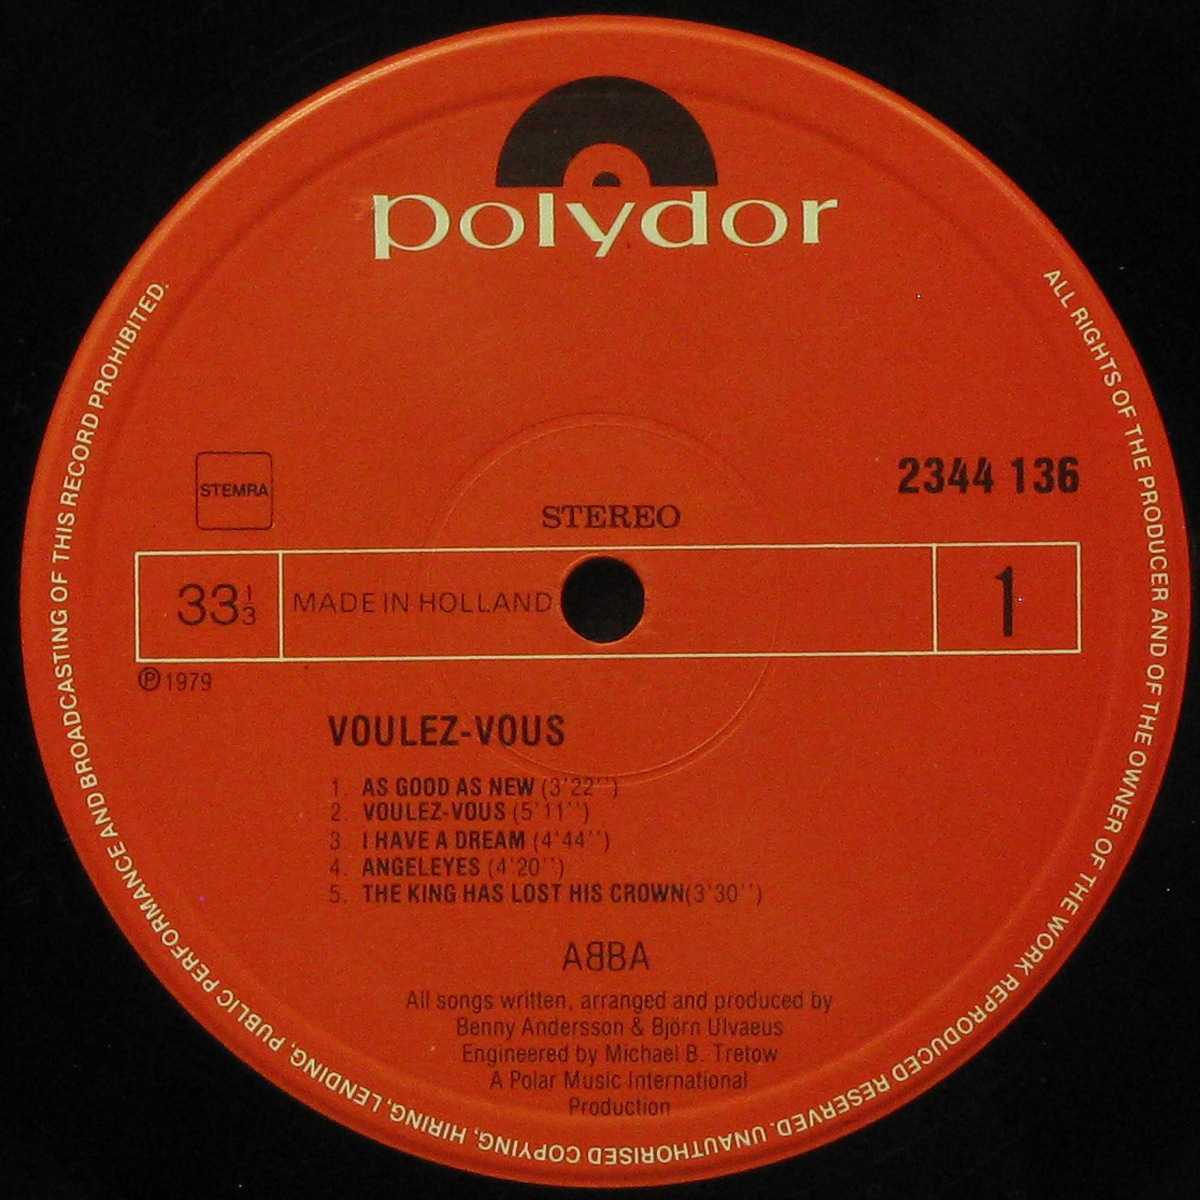 polydor
STEMRA
STEREO
2344 136
33 1/3
MADE IN HOLLAND
1
℗ 1979
VOULEZ-VOUS
1. AS GOOD AS NEW (3'22'')
2. VOULEZ-VOUS (5'11'')
3. I HAVE A DREAM (4'44'')
4. ANGELEYES (4'20'')
5. THE KING HAS LOST HIS CROWN(3'30'')
ABBA
All songs written, arranged and produced by
Benny Andersson & Björn Ulvaeus
Engineered by Michael B. Tretow
A Polar Music International
Production
ALL RIGHTS OF THE PRODUCER AND OF THE OWNER OF THE WORK REPRODUCED RESERVED. UNAUTHORISED COPYING, HIRING, LENDING, PUBLIC PERFORMANCE AND BROADCASTING OF THIS RECORD PROHIBITED.